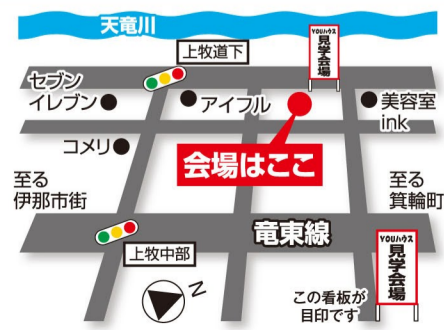 天竜川
上牧道下
YOUハウス
見学会場
セブン
イレブン
アイフル
美容室
ink
コメリ
会場はここ
至る
伊那市街
至る
箕輪町
竜東線
上牧中部
YOUハウス
見学会場
この看板が
目印です
N